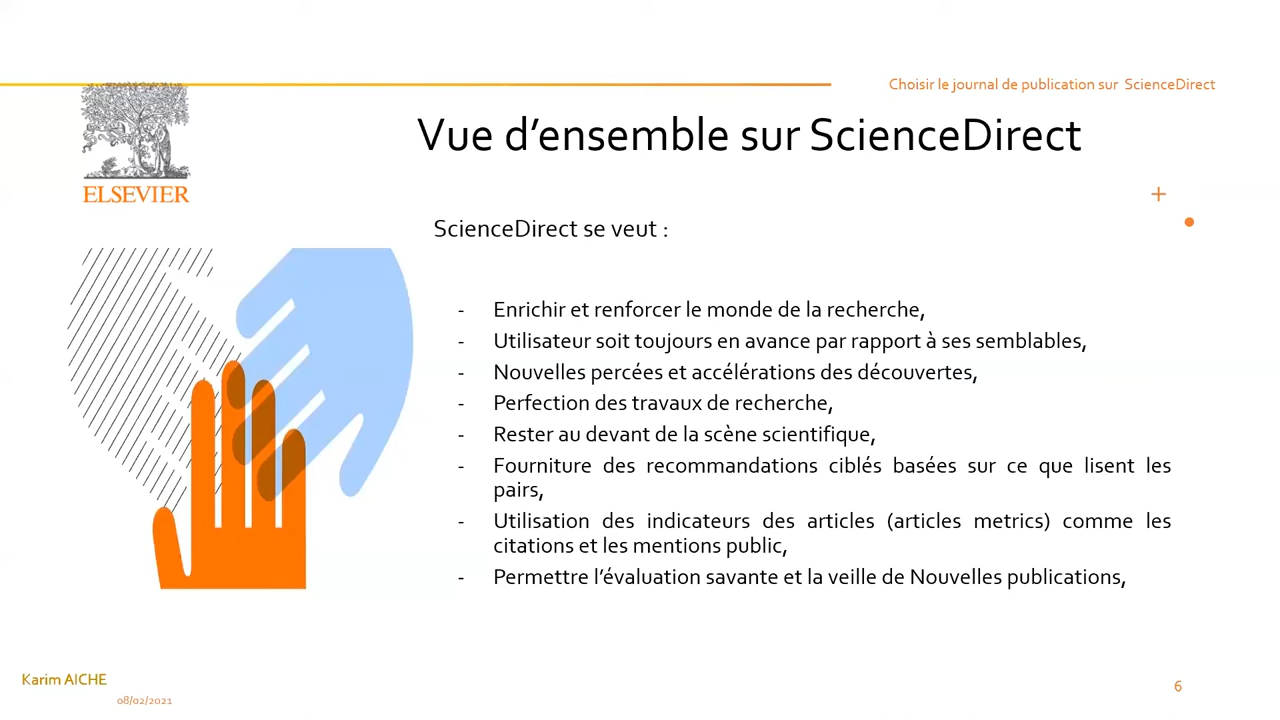 Choisir le journal de publication sur ScienceDirect
ELSEVIER
Vue d’ensemble sur ScienceDirect
ScienceDirect se veut :
- Enrichir et renforcer le monde de la recherche,
- Utilisateur soit toujours en avance par rapport à ses semblables,
- Nouvelles percées et accélérations des découvertes,
- Perfection des travaux de recherche,
- Rester au devant de la scène scientifique,
- Fourniture des recommandations ciblés basées sur ce que lisent les
pairs,
- Utilisation des indicateurs des articles (articles metrics) comme les
citations et les mentions public,
- Permettre l’évaluation savante et la veille de Nouvelles publications,
Karim AICHE
08/02/2021
6